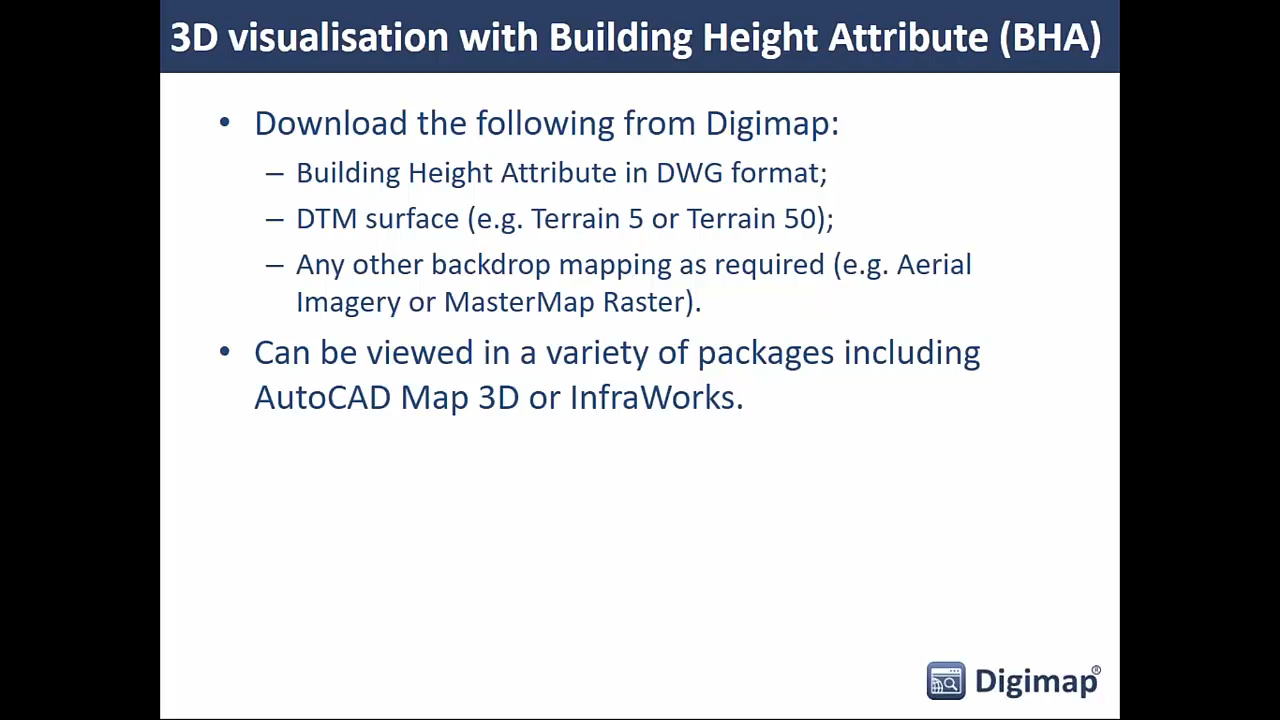 3D visualisation with Building Height Attribute (BHA)
• Download the following from Digimap:
– Building Height Attribute in DWG format;
– DTM surface (e.g. Terrain 5 or Terrain 50);
– Any other backdrop mapping as required (e.g. Aerial
Imagery or MasterMap Raster).
• Can be viewed in a variety of packages including
AutoCAD Map 3D or InfraWorks.
Digimap®